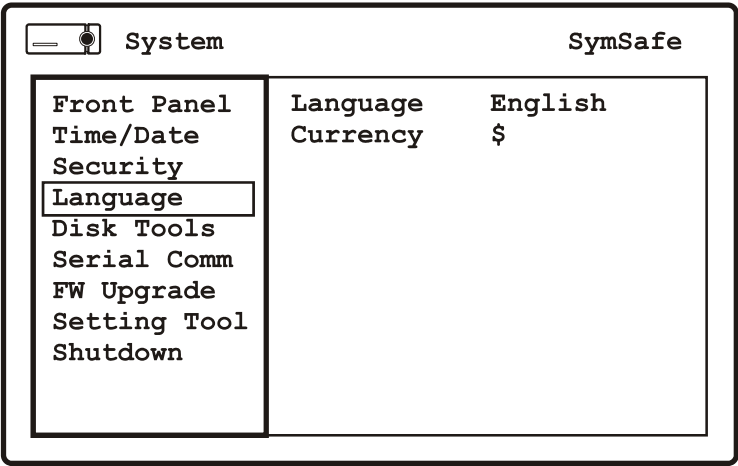 System SymSafe
Front Panel
Time/Date
Security
Language
Disk Tools
Serial Comm
FW Upgrade
Setting Tool
Shutdown
Language English
Currency $